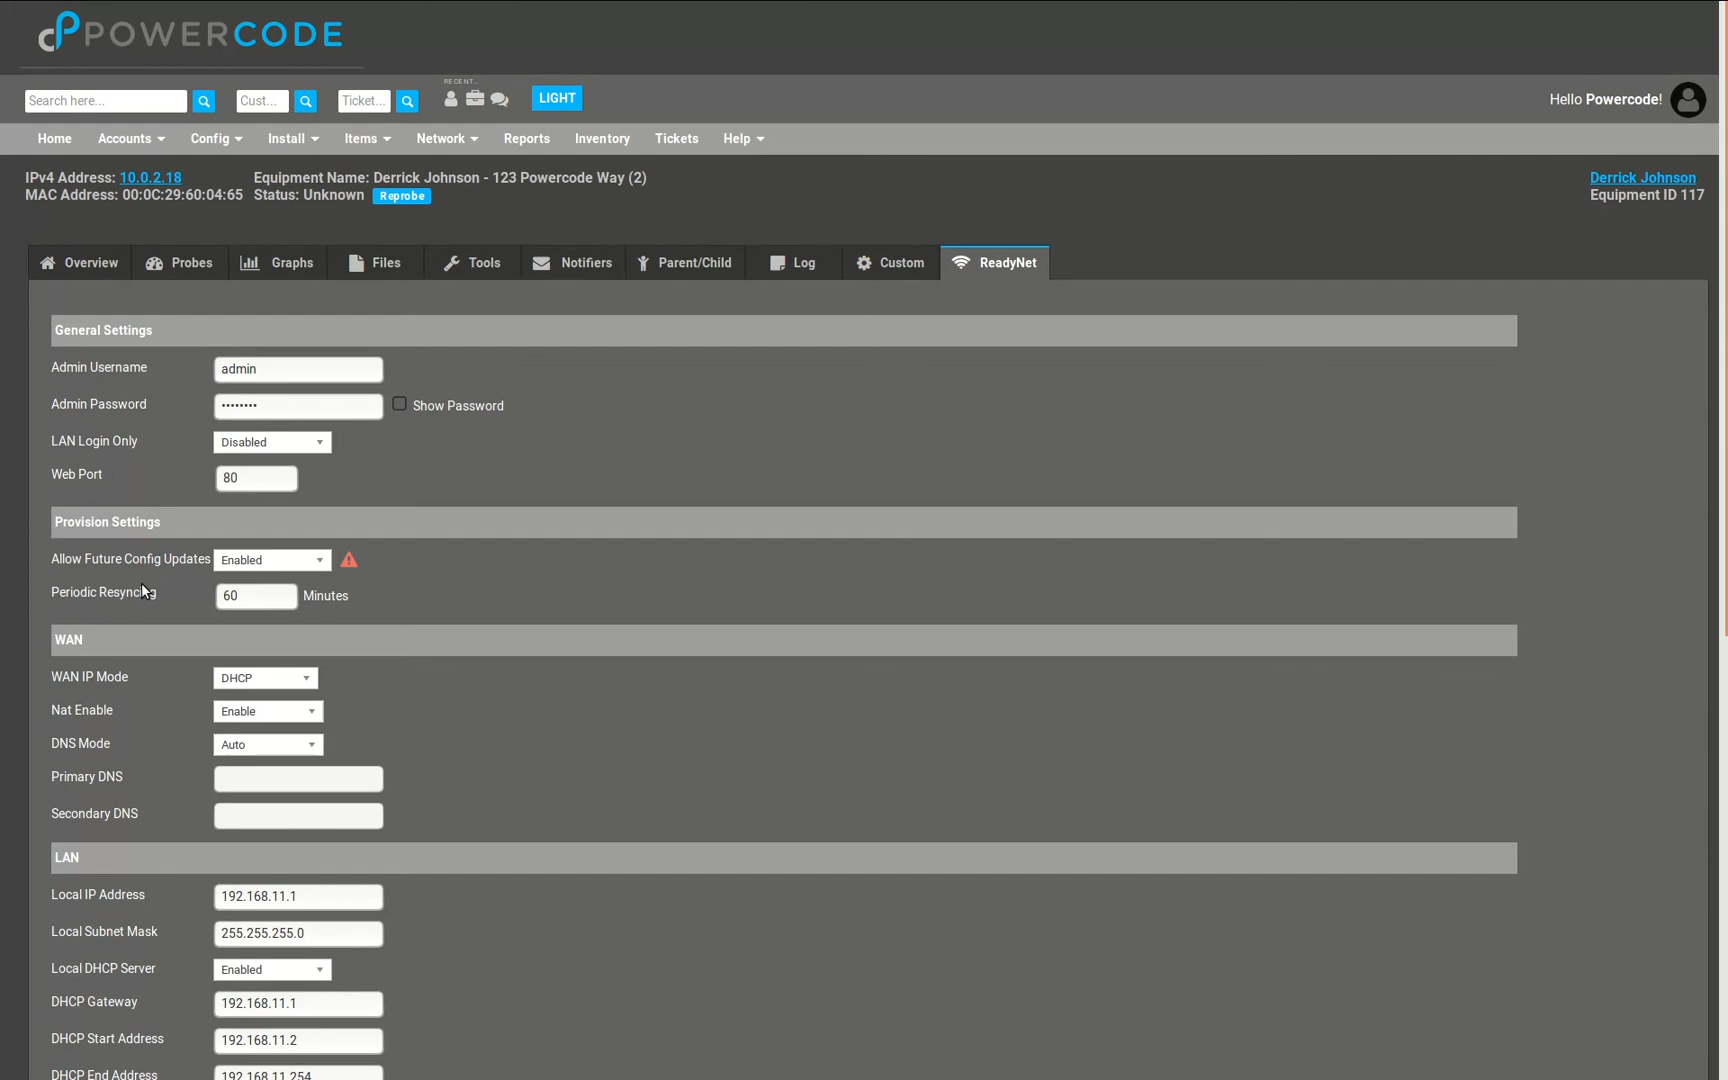 POWERCODE
RECENT...
Search here...
Cust...
Ticket...
LIGHT
Hello Powercode!
Home
Accounts
Config
Install
Items
Network
Reports
Inventory
Tickets
Help
IPv4 Address: 10.0.2.18
Equipment Name: Derrick Johnson - 123 Powercode Way (2)
Derrick Johnson
MAC Address: 00:0C:29:60:04:65
Status: Unknown
Reprobe
Equipment ID 117
Overview
Probes
Graphs
Files
Tools
Notifiers
Parent/Child
Log
Custom
ReadyNet
General Settings
Admin Username
admin
Admin Password
••••••••
Show Password
LAN Login Only
Disabled
Web Port
80
Provision Settings
Allow Future Config Updates
Enabled
Periodic Resyncing
60
Minutes
WAN
WAN IP Mode
DHCP
Nat Enable
Enable
DNS Mode
Auto
Primary DNS
Secondary DNS
LAN
Local IP Address
192.168.11.1
Local Subnet Mask
255.255.255.0
Local DHCP Server
Enabled
DHCP Gateway
192.168.11.1
DHCP Start Address
192.168.11.2
DHCP End Address
192.168.11.254